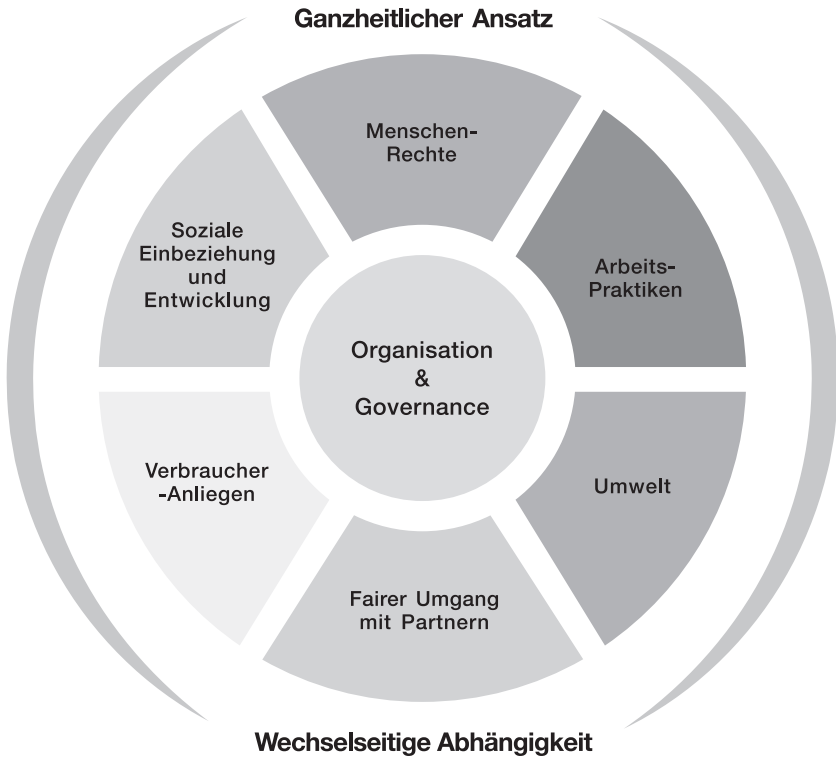 Ganzheitlicher Ansatz
Menschen-
Rechte
Soziale
Einbeziehung
und
Entwicklung
Arbeits-
Praktiken
Organisation
&
Governance
Verbraucher
-Anliegen
Umwelt
Fairer Umgang
mit Partnern
Wechselseitige Abhängigkeit